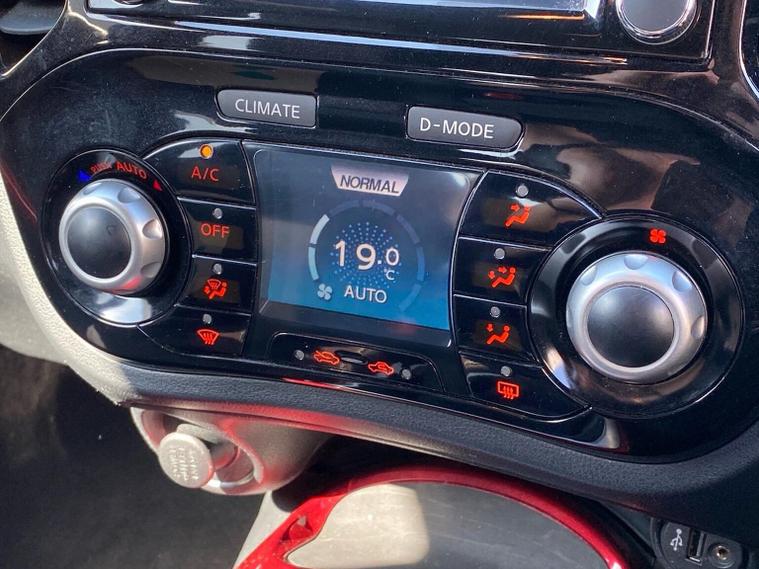 CLIMATE
D-MODE
AUTO
A/C
NORMAL
OFF
19.0
°C
AUTO